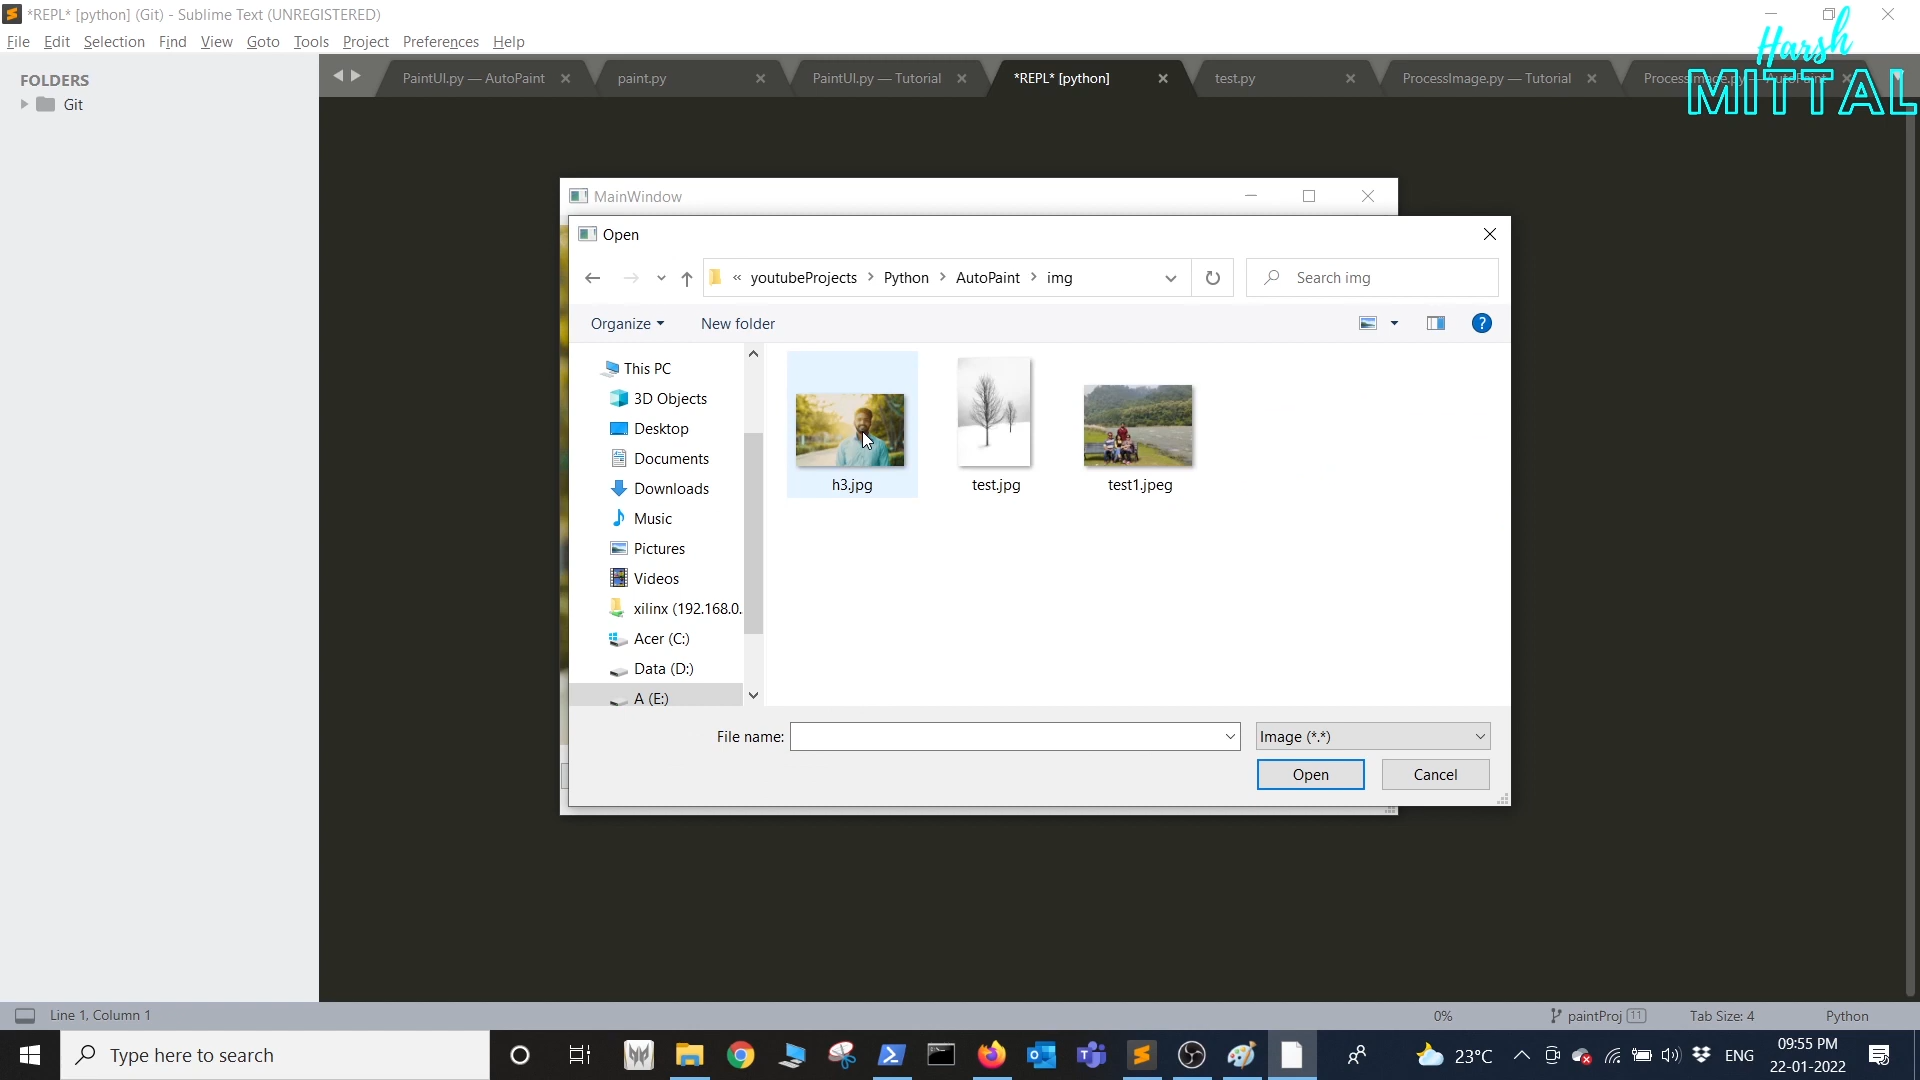 *REPL* [python] (Git) - Sublime Text (UNREGISTERED)
File Edit Selection Find View Goto Tools Project Preferences Help
Harsh
MITTAL
FOLDERS
Git
PaintUI.py — AutoPaint
paint.py
PaintUI.py — Tutorial
*REPL* [python]
test.py
ProcessImage.py — Tutorial
ProcessImage.py — AutoPaint
MainWindow
Open
« youtubeProjects > Python > AutoPaint > img
Search img
Organize
New folder
This PC
3D Objects
Desktop
Documents
Downloads
Music
Pictures
Videos
xilinx (192.168.0.
Acer (C:)
Data (D:)
A (E:)
h3.jpg
test.jpg
test1.jpeg
File name:
Image (*.*)
Open
Cancel
Line 1, Column 1
0%
paintProj 11
Tab Size: 4
Python
Type here to search
23°C
ENG
09:55 PM
22-01-2022